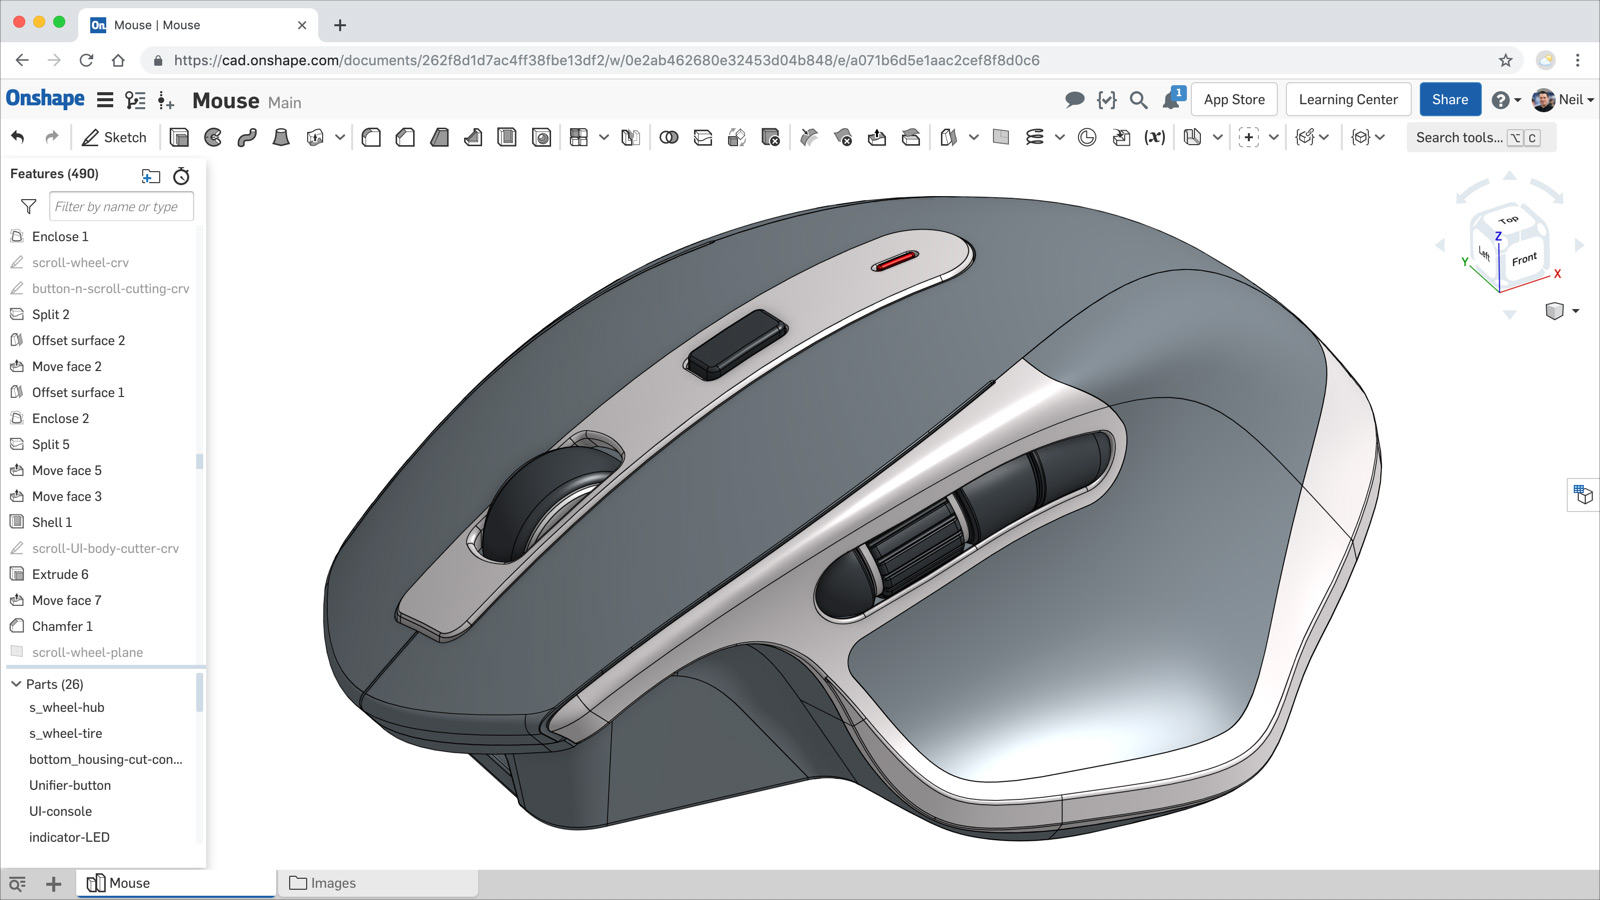 On. Mouse | Mouse
https://cad.onshape.com/documents/262f8d1d7ac4ff38fbe13df2/w/0e2ab462680e32453d04b848/e/a071b6d5e1aac2cef8f8d0c6
Onshape Mouse Main 1 App Store Learning Center Share Neil
Sketch (x) Search tools... ⌥ C
Features (490)
Filter by name or type
Enclose 1
scroll-wheel-crv
button-n-scroll-cutting-crv
Split 2
Offset surface 2
Move face 2
Offset surface 1
Enclose 2
Split 5
Move face 5
Move face 3
Shell 1
scroll-UI-body-cutter-crv
Extrude 6
Move face 7
Chamfer 1
scroll-wheel-plane
Parts (26)
s_wheel-hub
s_wheel-tire
bottom_housing-cut-con...
Unifier-button
UI-console
indicator-LED
Top
Z
Left Front
Y X
Mouse Images